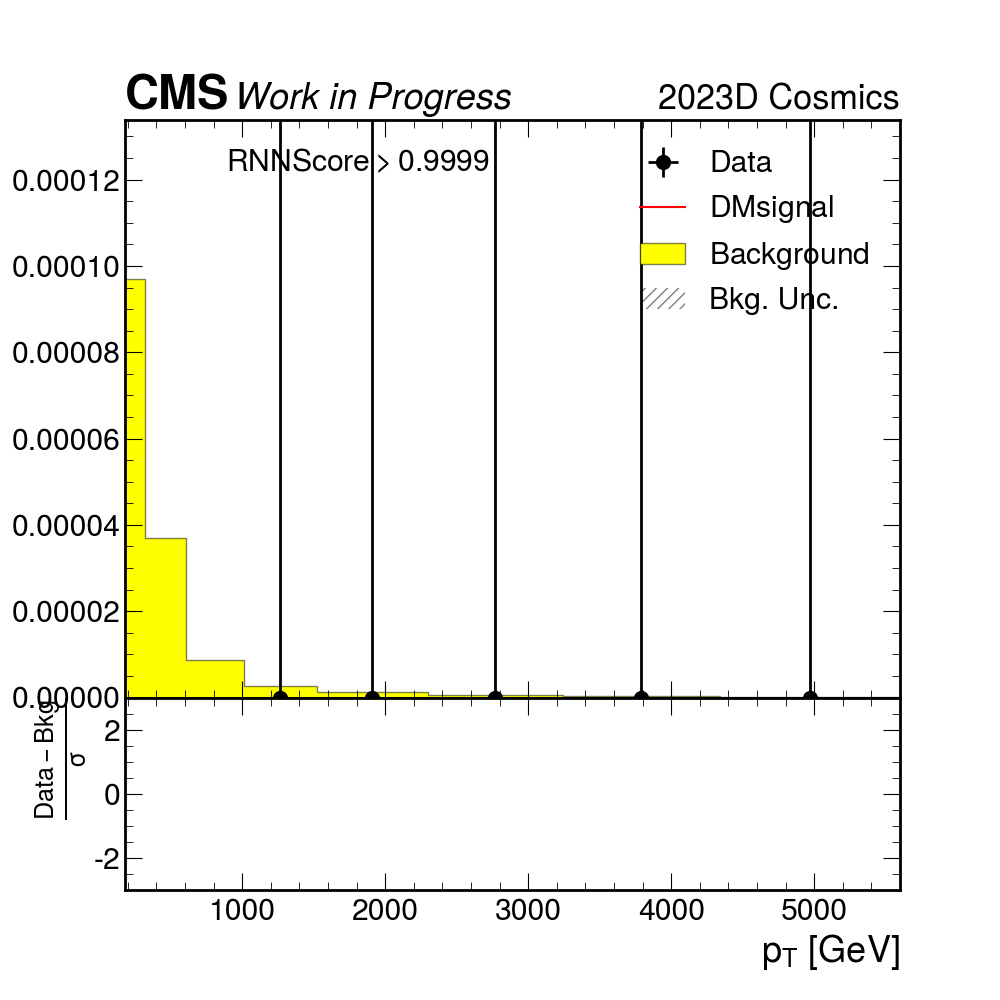 CMS Work in Progress 2023D Cosmics
RNNScore > 0.9999
Data
DMsignal
Background
Bkg. Unc.
0.00012
0.00010
0.00008
0.00006
0.00004
0.00002
0.00000
Data – Bkg
σ
2
0
-2
1000 2000 3000 4000 5000
pT [GeV]